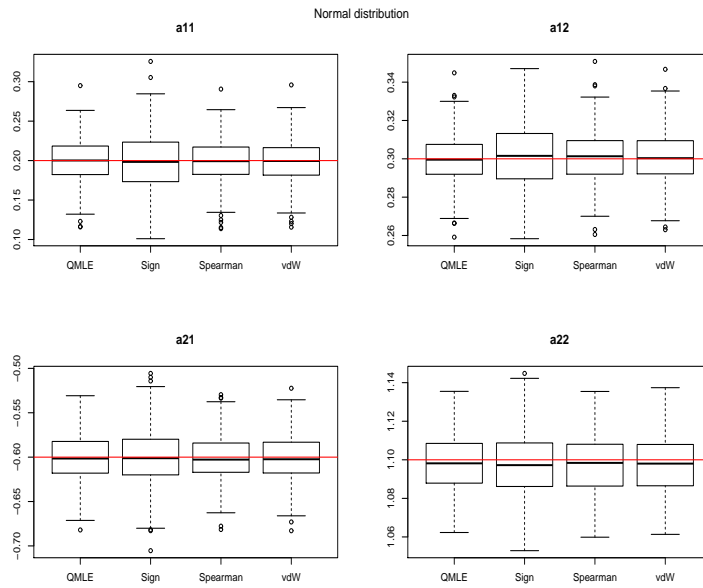 Normal distribution
a11
0.30
0.25
0.20
0.15
0.10
QMLE Sign Spearman vdW
a12
0.34
0.32
0.30
0.28
0.26
QMLE Sign Spearman vdW
a21
−0.50
−0.55
−0.60
−0.65
−0.70
QMLE Sign Spearman vdW
a22
1.14
1.12
1.10
1.08
1.06
QMLE Sign Spearman vdW